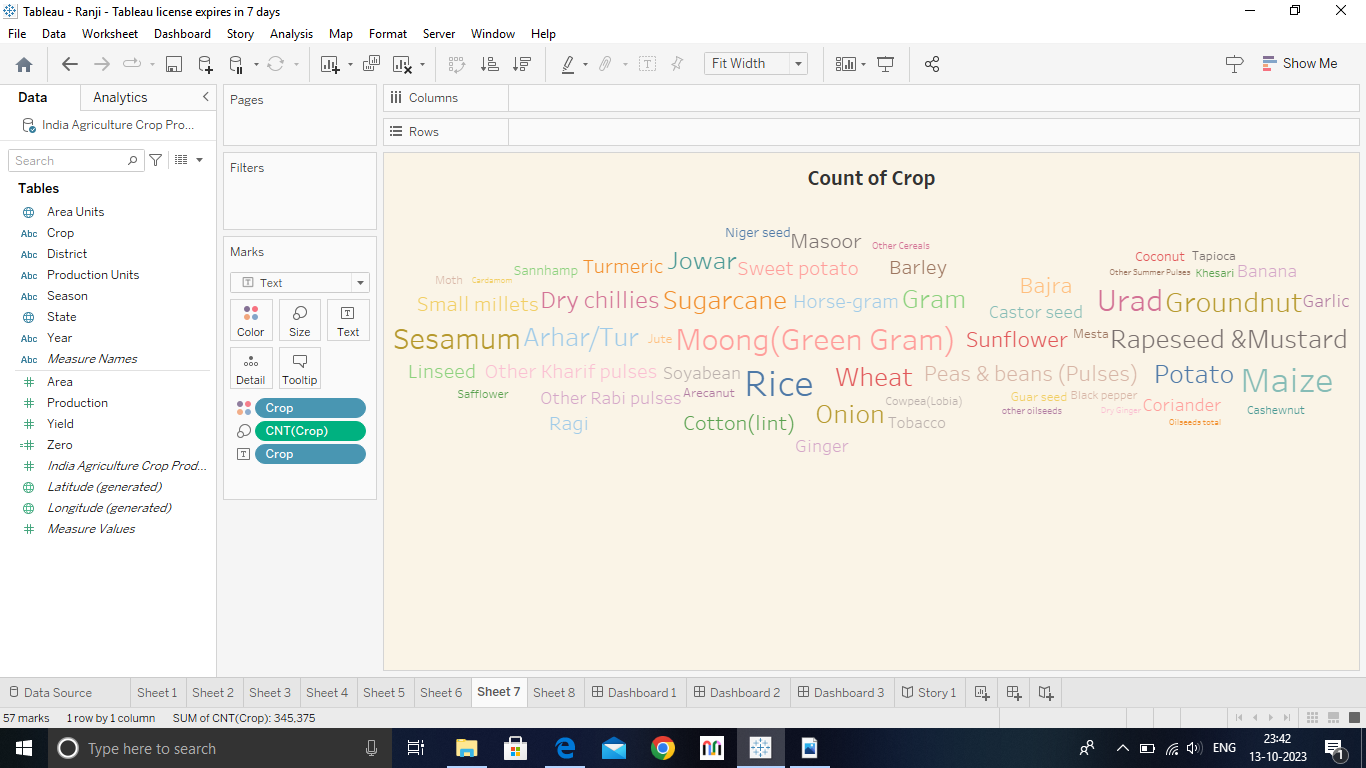 Tableau - Ranji - Tableau license expires in 7 days
File Data Worksheet Dashboard Story Analysis Map Format Server Window Help
Fit Width
Show Me
Data Analytics
India Agriculture Crop Pro...
Search
Tables
Area Units
Abc Crop
Abc District
Abc Production Units
Abc Season
State
Abc Year
Abc Measure Names
Area
Production
Yield
Zero
India Agriculture Crop Prod...
Latitude (generated)
Longitude (generated)
Measure Values
Pages
Filters
Marks
Text
Color Size Text
Detail Tooltip
Crop
CNT(Crop)
Crop
Columns
Rows
Count of Crop
Niger seed Masoor Other Cereals
Moth Cardamom Sannhamp Turmeric Jowar Sweet potato Barley Coconut Tapioca
Other Summer Pulses Khesari Banana
Small millets Dry chillies Sugarcane Horse-gram Gram Bajra Castor seed Urad Groundnut Garlic
Sesamum Arhar/Tur Jute Moong(Green Gram) Sunflower Mesta Rapeseed &Mustard
Linseed Other Kharif pulses Soyabean Rice Wheat Peas & beans (Pulses) Potato Maize
Safflower Other Rabi pulses Arecanut Cowpea(Lobia) Guar seed Black pepper
other oilseeds Dry Ginger Coriander Cashewnut
Ragi Cotton(lint) Onion Tobacco Oilseeds total
Ginger
Data Source Sheet 1 Sheet 2 Sheet 3 Sheet 4 Sheet 5 Sheet 6 Sheet 7 Sheet 8 Dashboard 1 Dashboard 2 Dashboard 3 Story 1
57 marks 1 row by 1 column SUM of CNT(Crop): 345,375
Type here to search
ENG
23:42
13-10-2023
1